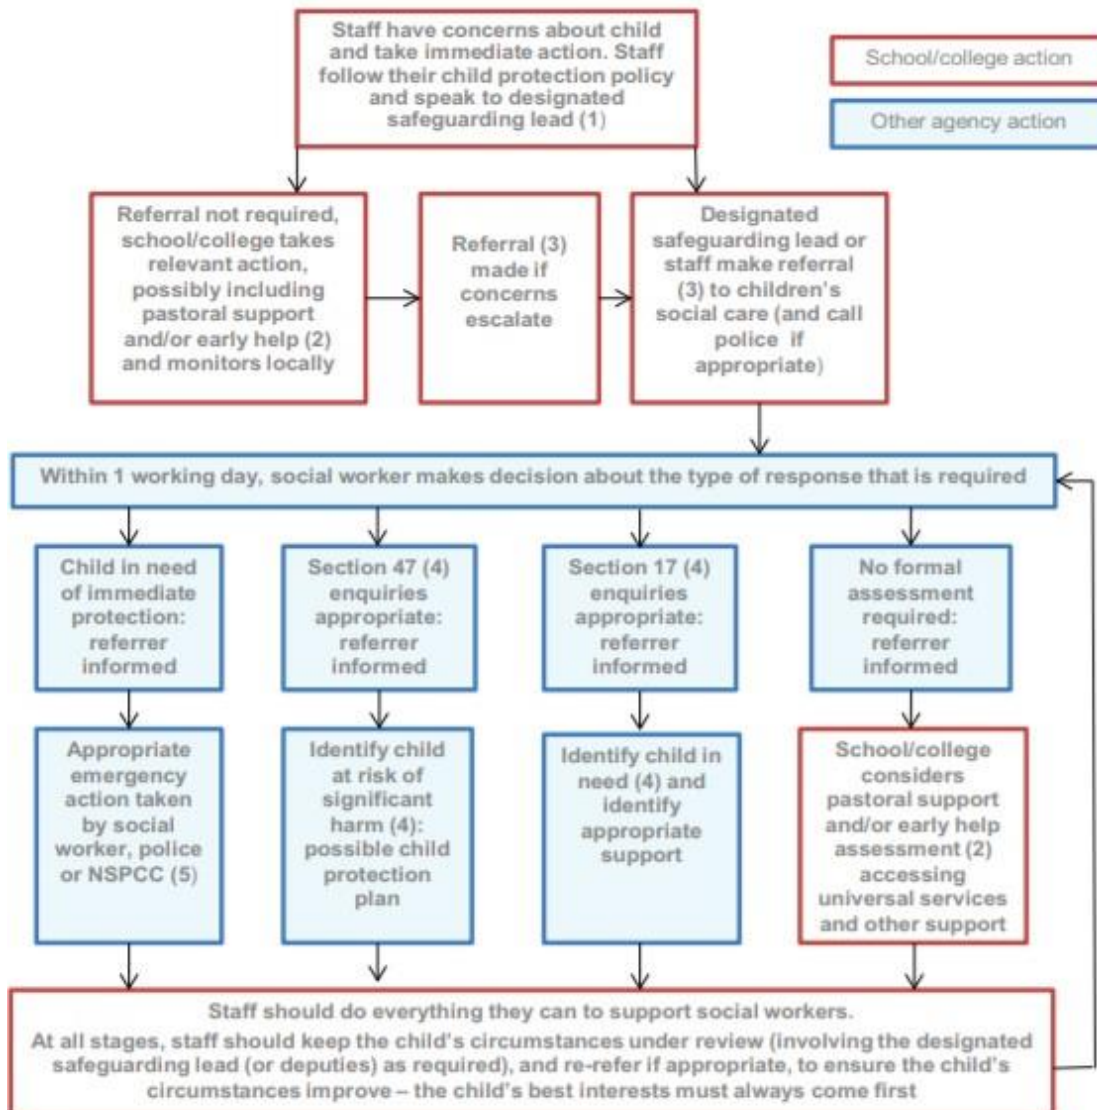 Staff have concerns about child
and take immediate action. Staff
follow their child protection policy
and speak to designated
safeguarding lead (1)
School/college action
Other agency action
Referral not required,
school/college takes
relevant action,
possibly including
pastoral support
and/or early help (2)
and monitors locally
Referral (3)
made if
concerns
escalate
Designated
safeguarding lead or
staff make referral
(3) to children's
social care (and call
police if
appropriate)
Within 1 working day, social worker makes decision about the type of response that is required
Child in need
of immediate
protection:
referrer
informed
Section 47 (4)
enquiries
appropriate:
referrer
informed
Section 17 (4)
enquiries
appropriate:
referrer
informed
No formal
assessment
required:
referrer
informed
Appropriate
emergency
action taken
by social
worker, police
or NSPCC (5)
Identify child
at risk of
significant
harm (4):
possible child
protection
plan
Identify child in
need (4) and
identify
appropriate
support
School/college
considers
pastoral support
and/or early help
assessment (2)
accessing
universal services
and other support
Staff should do everything they can to support social workers.
At all stages, staff should keep the child's circumstances under review (involving the designated
safeguarding lead (or deputies) as required), and re-refer if appropriate, to ensure the child's
circumstances improve – the child's best interests must always come first